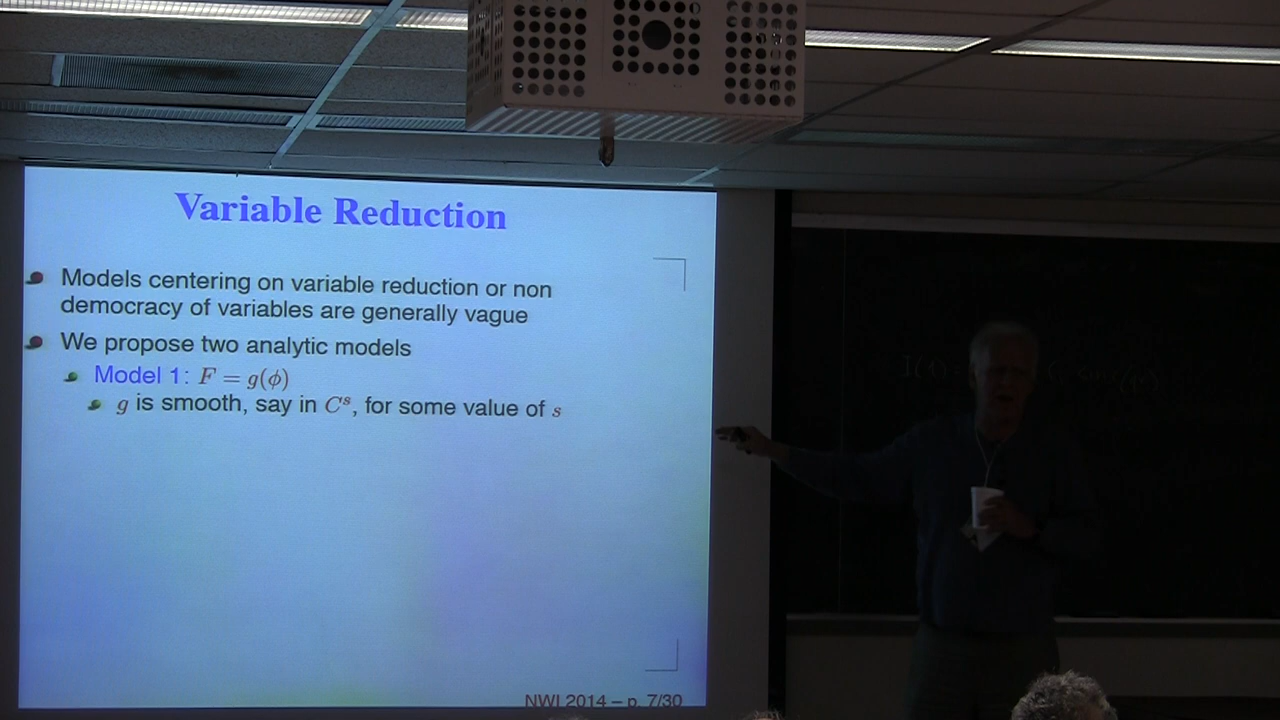 Variable Reduction
Models centering on variable reduction or non
democracy of variables are generally vague
We propose two analytic models
Model 1: F = g(ϕ)
g is smooth, say in Cˢ, for some value of s
NWI 2014 – p. 7/30